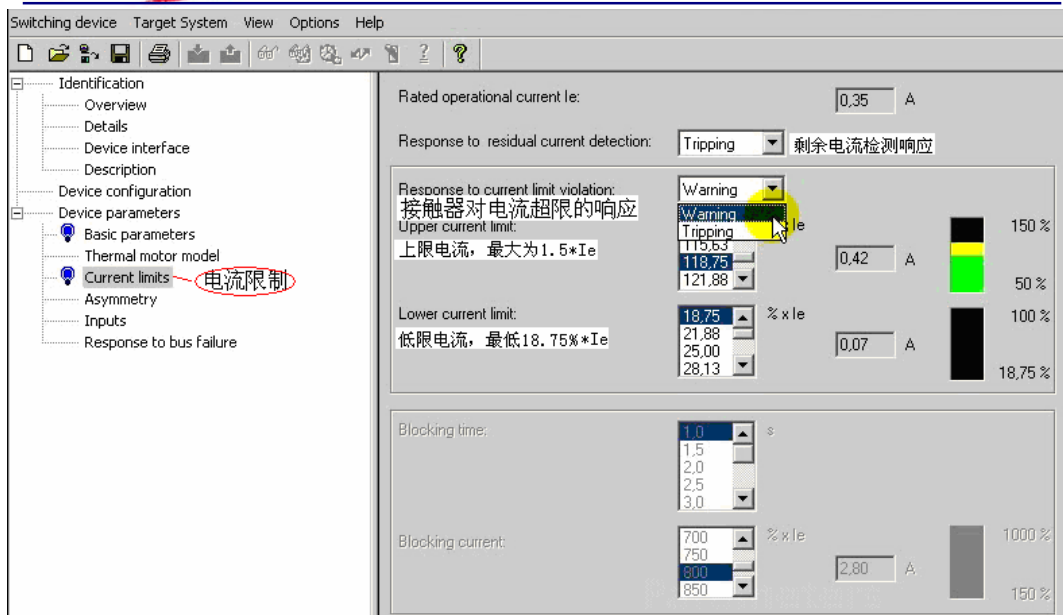 Switching device Target System View Options Help
Identification
Overview
Details
Device interface
Description
Device configuration
Device parameters
Basic parameters
Thermal motor model
Current limits
电流限制
Asymmetry
Inputs
Response to bus failure
Rated operational current Ie:
0,35 A
Response to residual current detection:
Tripping
剩余电流检测响应
Response to current limit violation:
Warning
接触器对电流超限的响应
Warning
Tripping
Upper current limit:
x Ie
上限电流，最大为1.5*Ie
115,63
118,75
121,88
0,42 A
150 %
50 %
Lower current limit:
低限电流，最低18.75%*Ie
18,75
21,88
25,00
28,13
% x Ie
0,07 A
100 %
18,75 %
Blocking time:
1,0
1,5
2,0
2,5
3,0
s
Blocking current:
700
750
800
850
% x Ie
2,80 A
1000 %
150 %